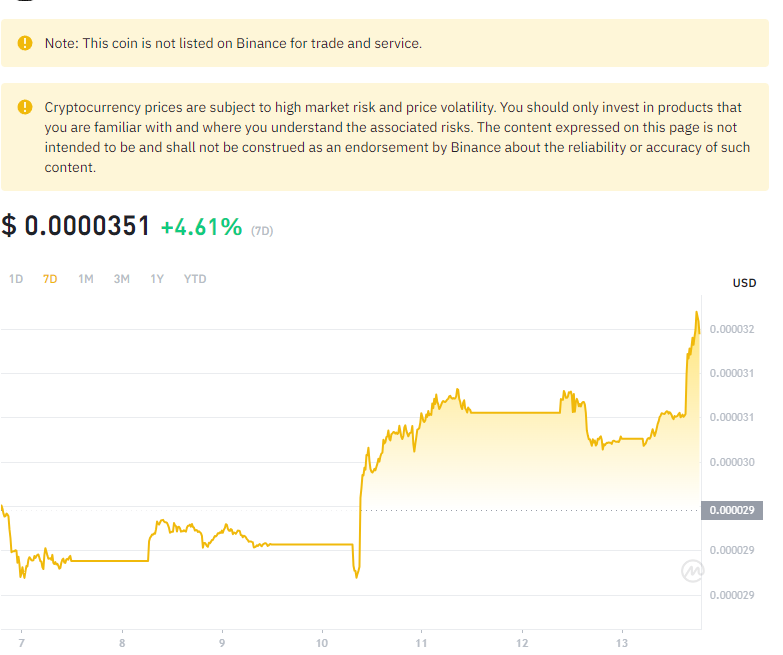 Note: This coin is not listed on Binance for trade and service.
Cryptocurrency prices are subject to high market risk and price volatility. You should only invest in products that
you are familiar with and where you understand the associated risks. The content expressed on this page is not
intended to be and shall not be construed as an endorsement by Binance about the reliability or accuracy of such
content.
$ 0.0000351 +4.61% (7D)
1D 7D 1M 3M 1Y YTD
USD
0.000032
0.000031
0.000031
0.000030
0.000029
0.000029
0.000029
7 8 9 10 11 12 13